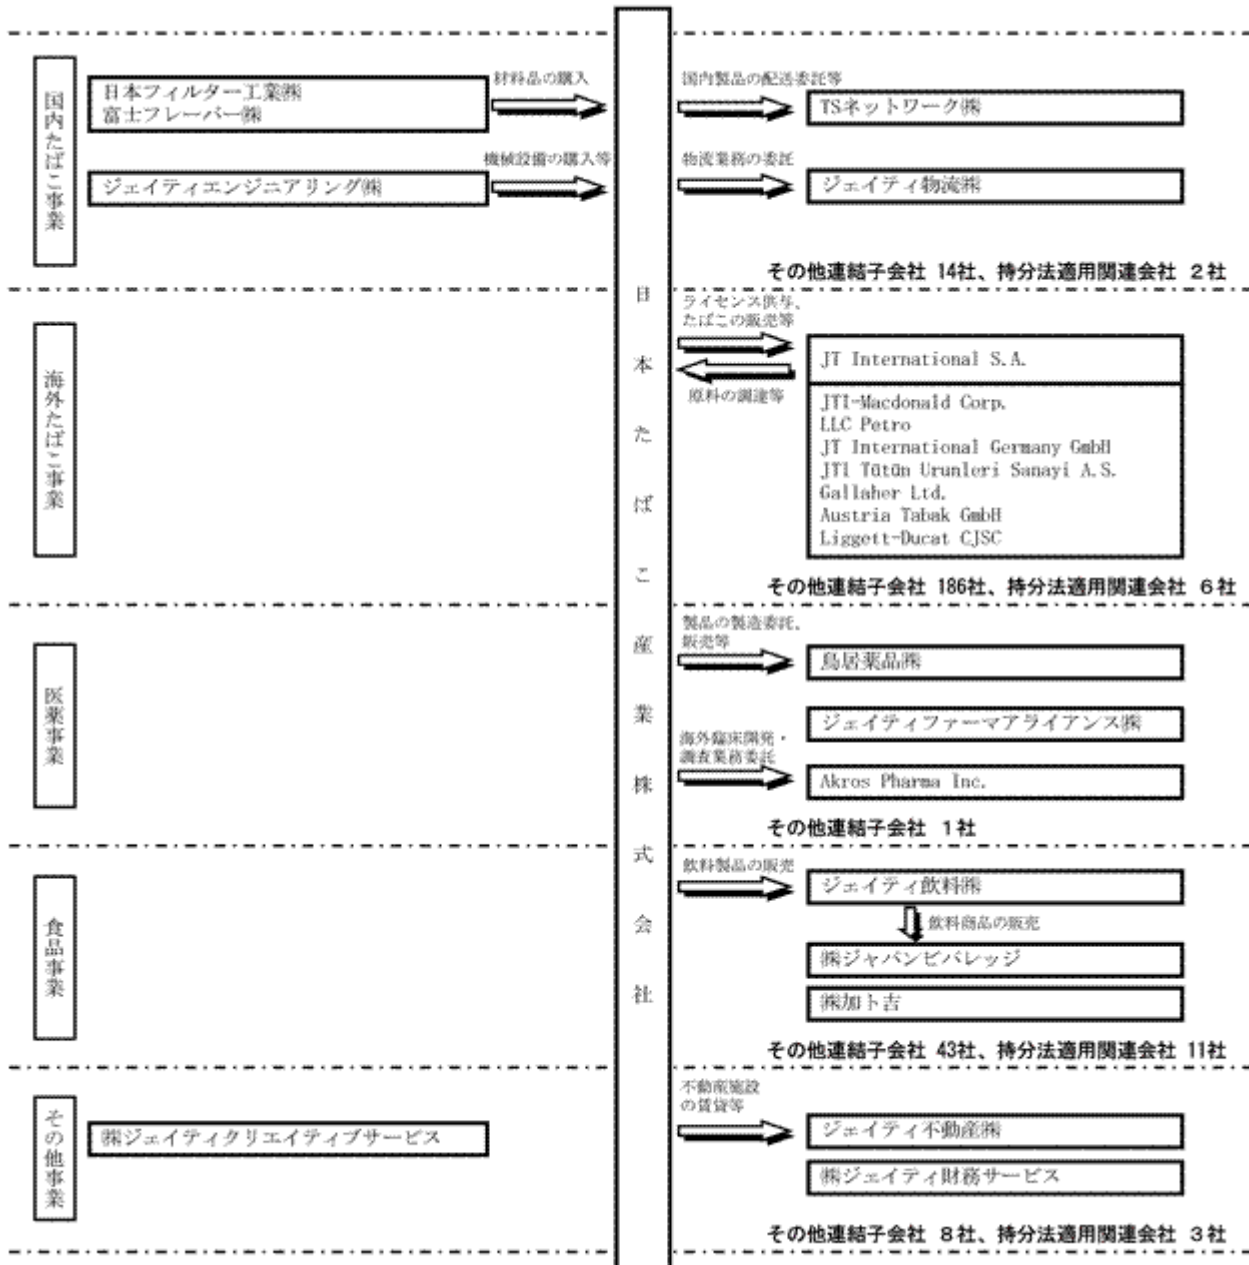 日本たばこ産業株式会社
国内たばこ事業
材料品の購入
日本フィルター工業㈱
富士フレーバー㈱
機械設備の購入等
ジェイティエンジニアリング㈱
国内製品の配送委託等
TSネットワーク㈱
物流業務の委託
ジェイティ物流㈱
その他連結子会社 14社、持分法適用関連会社 2社
海外たばこ事業
ライセンス供与、
たばこの販売等
原料の調達等
JT International S.A.
JTI-Macdonald Corp.
LLC Petro
JT International Germany GmbH
JTI Tütün Urunleri Sanayi A.S.
Gallaher Ltd.
Austria Tabak GmbH
Liggett-Ducat CJSC
その他連結子会社 186社、持分法適用関連会社 6社
医薬事業
製品の製造委託、
販売等
鳥居薬品㈱
ジェイティファーマアライアンス㈱
海外臨床開発・
調査業務委託
Akros Pharma Inc.
その他連結子会社 1社
食品事業
飲料製品の販売
ジェイティ飲料㈱
飲料商品の販売
㈱ジャパンビバレッジ
㈱加ト吉
その他連結子会社 43社、持分法適用関連会社 11社
その他事業
㈱ジェイティクリエイティブサービス
不動産施設
の賃貸等
ジェイティ不動産㈱
㈱ジェイティ財務サービス
その他連結子会社 8社、持分法適用関連会社 3社